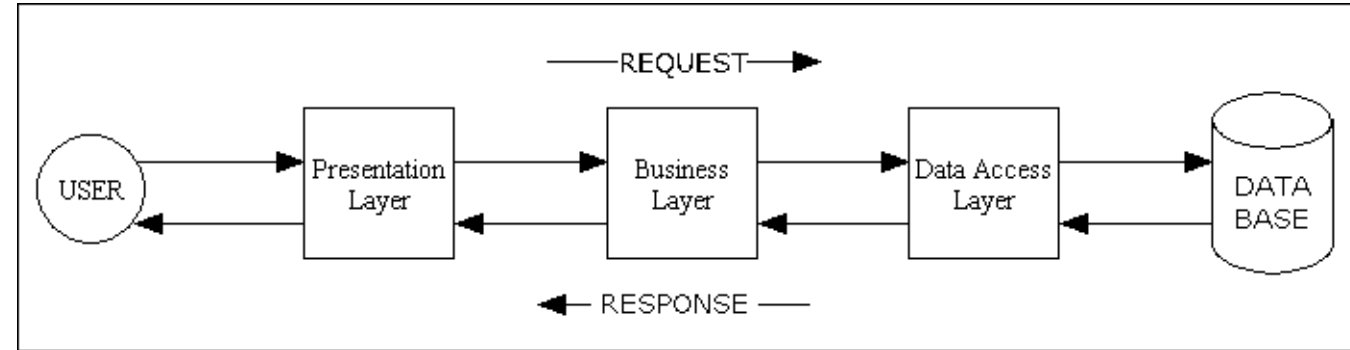 REQUEST
USER
Presentation
Layer
Business
Layer
Data Access
Layer
DATA
BASE
RESPONSE